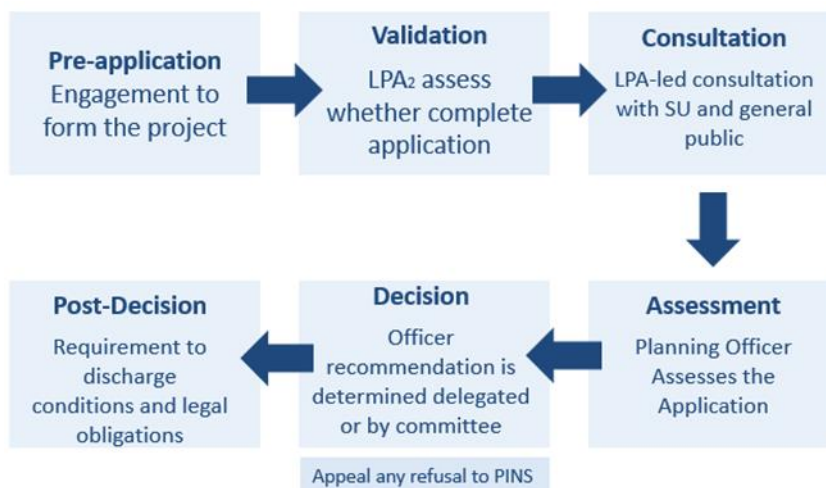 Pre-application
Engagement to
form the project
Validation
LPA2 assess
whether complete
application
Consultation
LPA-led consultation
with SU and general
public
Assessment
Planning Officer
Assesses the
Application
Decision
Officer
recommendation is
determined delegated
or by committee
Appeal any refusal to PINS
Post-Decision
Requirement to
discharge
conditions and legal
obligations